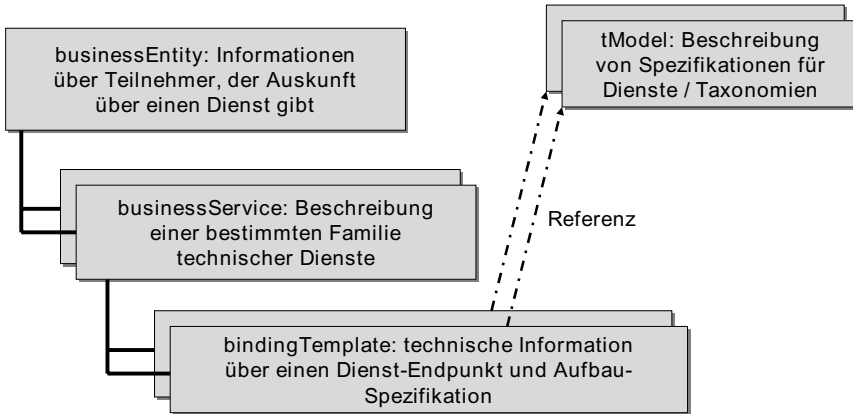 businessEntity: Informationen
über Teilnehmer, der Auskunft
über einen Dienst gibt
tModel: Beschreibung
von Spezifikationen für
Dienste / Taxonomien
businessService: Beschreibung
einer bestimmten Familie
technischer Dienste
Referenz
bindingTemplate: technische Information
über einen Dienst-Endpunkt und Aufbau-
Spezifikation